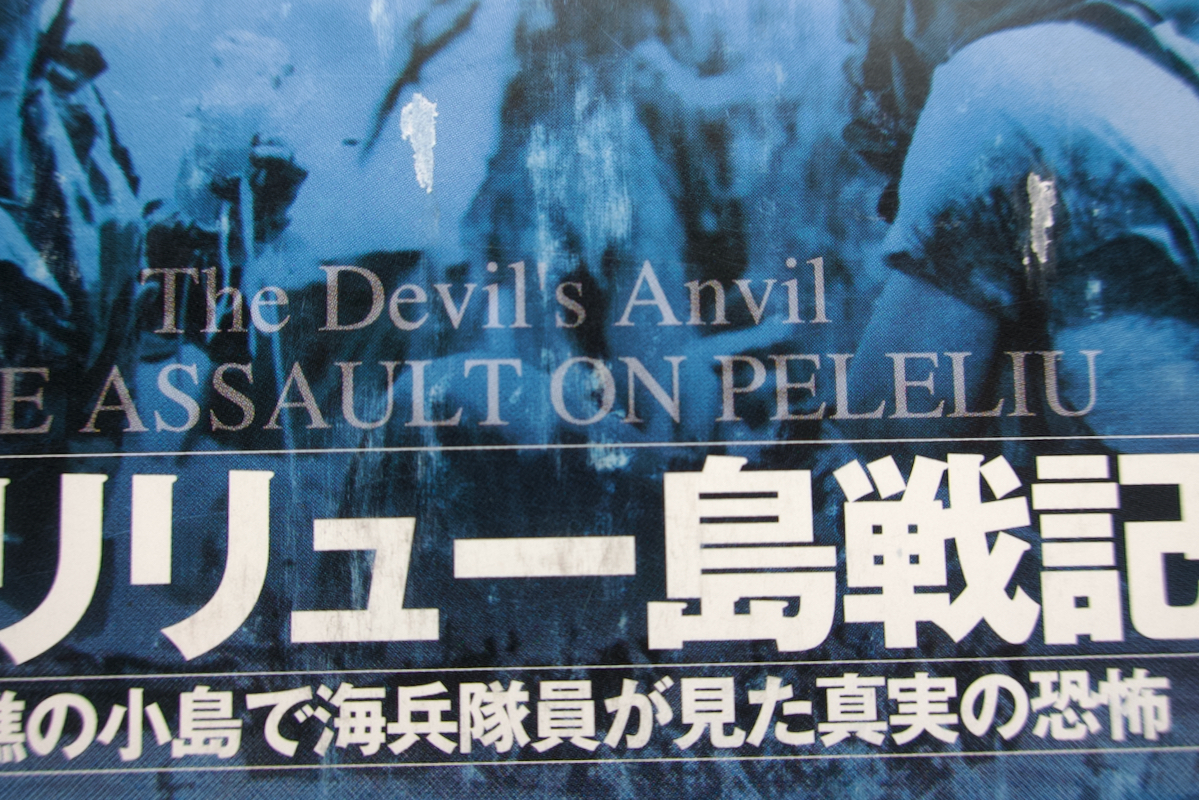 The Devil's Anvil
E ASSAULT ON PELELIU
リリュー島戦記
礁の小島で海兵隊員が見た真実の恐怖